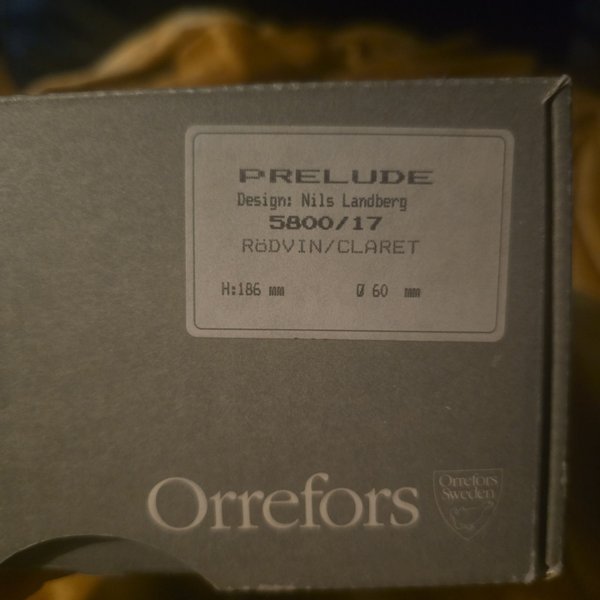 PRELUDE
Design: Nils Landberg
5800/17
RöDVIN/CLARET
H:186 mm Ø 60 mm
Orrefors
Orrefors
Sweden